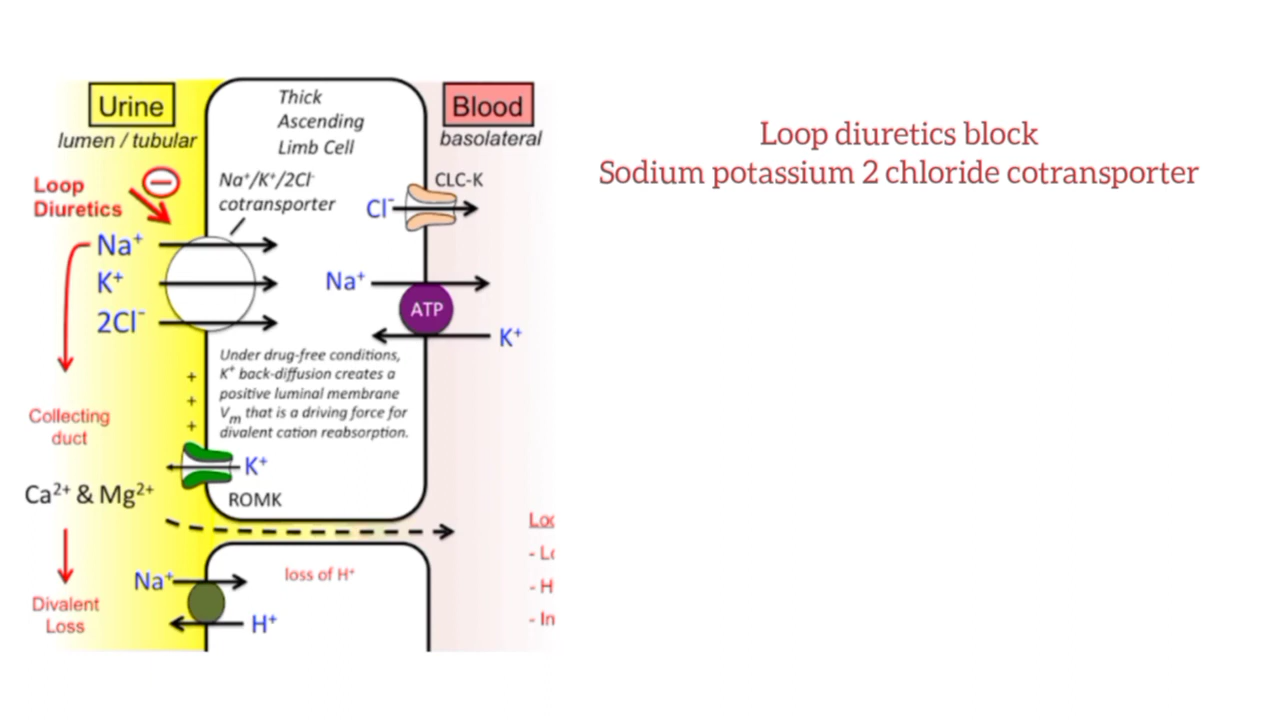 Urine
lumen / tubular
Thick
Ascending
Limb Cell
Blood
basolateral
Loop
Diuretics
Na⁺/K⁺/2Cl⁻
cotransporter
CLC-K
Cl⁻
Na⁺
K⁺
2Cl⁻
Na⁺
ATP
K⁺
Under drug-free conditions,
K⁺ back-diffusion creates a
positive luminal membrane
Vm that is a driving force for
divalent cation reabsorption.
+
+
+
Collecting
duct
K⁺
ROMK
Ca²⁺ & Mg²⁺
Na⁺
loss of H⁺
H⁺
Divalent
Loss
- H
- In
Loop diuretics block
Sodium potassium 2 chloride cotransporter